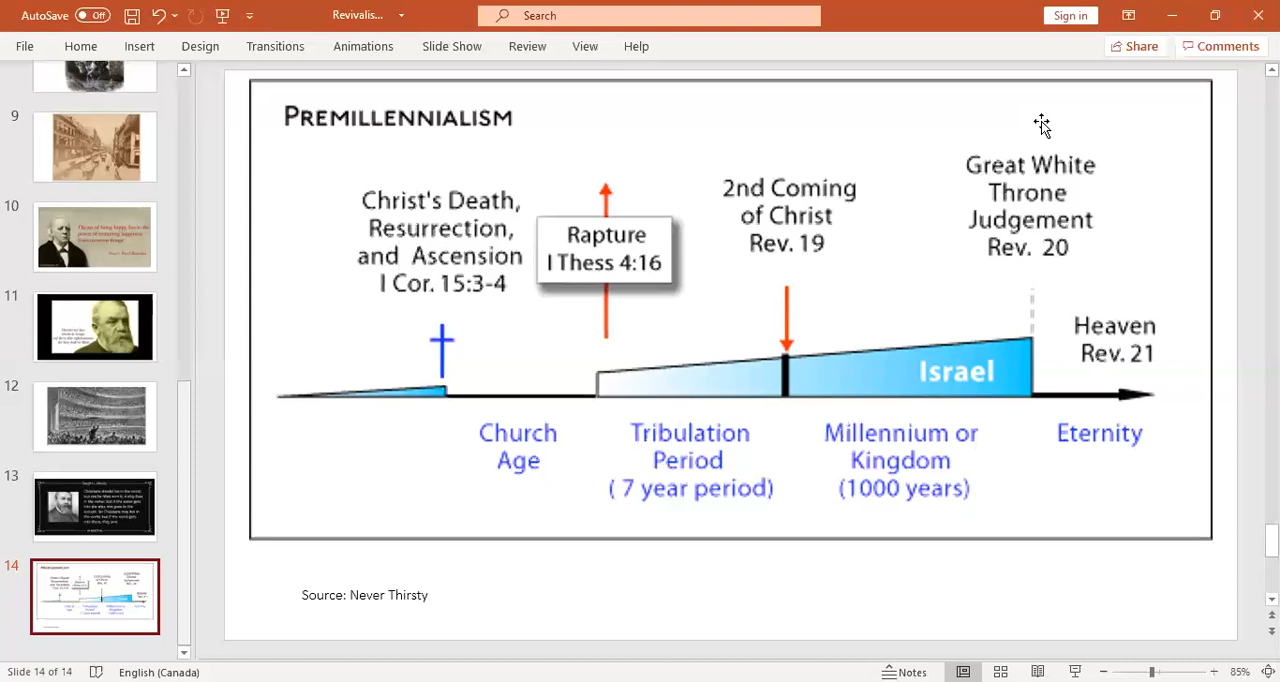 AutoSave Off Revivalis... Search Sign in
File Home Insert Design Transitions Animations Slide Show Review View Help Share Comments
9
10
11
12
13
14
PREMILLENNIALISM
Christ's Death,
Resurrection,
and Ascension
I Cor. 15:3-4
Rapture
I Thess 4:16
2nd Coming
of Christ
Rev. 19
Great White
Throne
Judgement
Rev. 20
Heaven
Rev. 21
Israel
Church
Age
Tribulation
Period
( 7 year period)
Millennium or
Kingdom
(1000 years)
Eternity
Source: Never Thirsty
Slide 14 of 14 English (Canada) Notes 85%